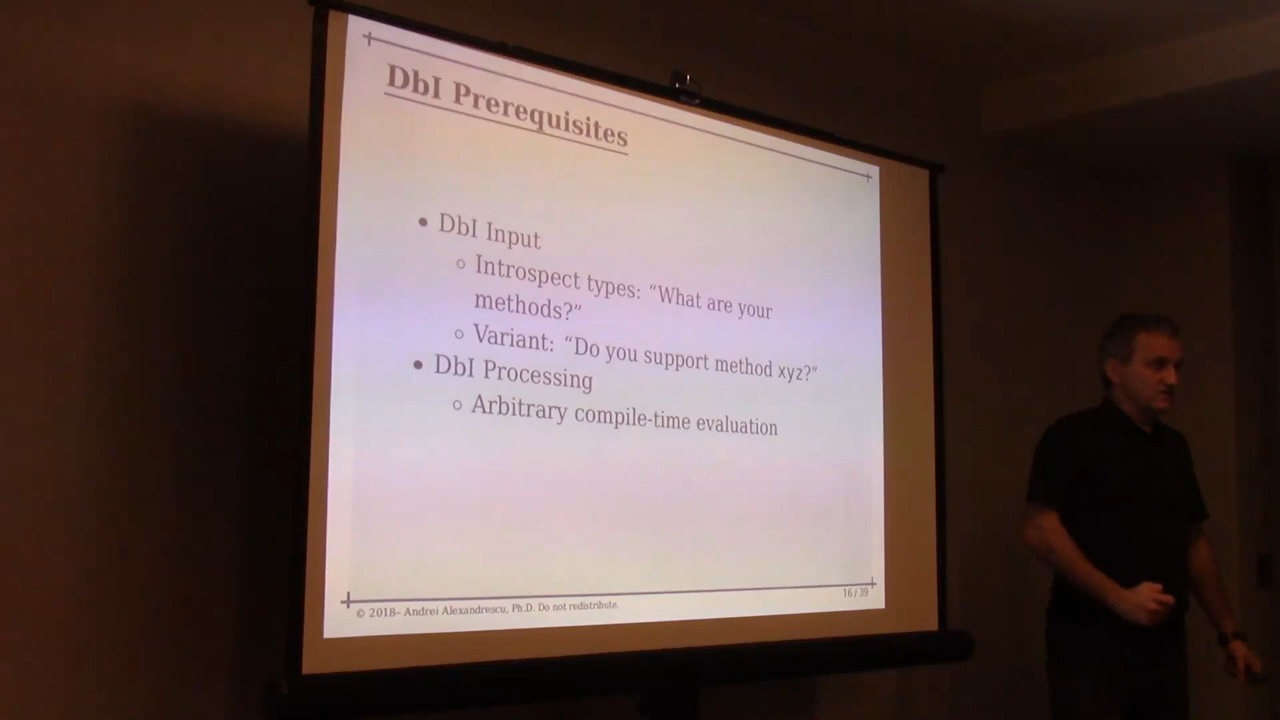 DbI Prerequisites
• DbI Input
○ Introspect types: “What are your
methods?”
○ Variant: “Do you support method xyz?”
• DbI Processing
○ Arbitrary compile-time evaluation
© 2018– Andrei Alexandrescu, Ph.D. Do not redistribute.
16 / 39